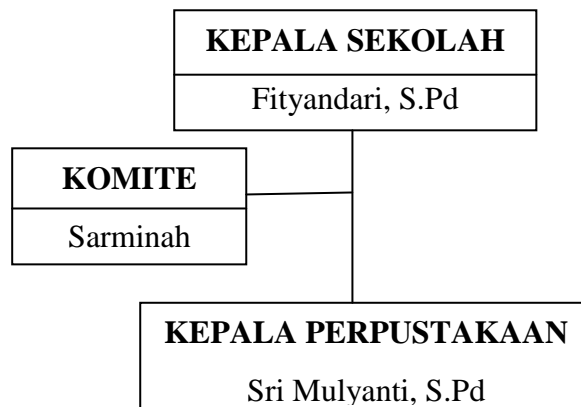 KEPALA SEKOLAH
Fityandari, S.Pd
KOMITE
Sarminah
KEPALA PERPUSTAKAAN
Sri Mulyanti, S.Pd